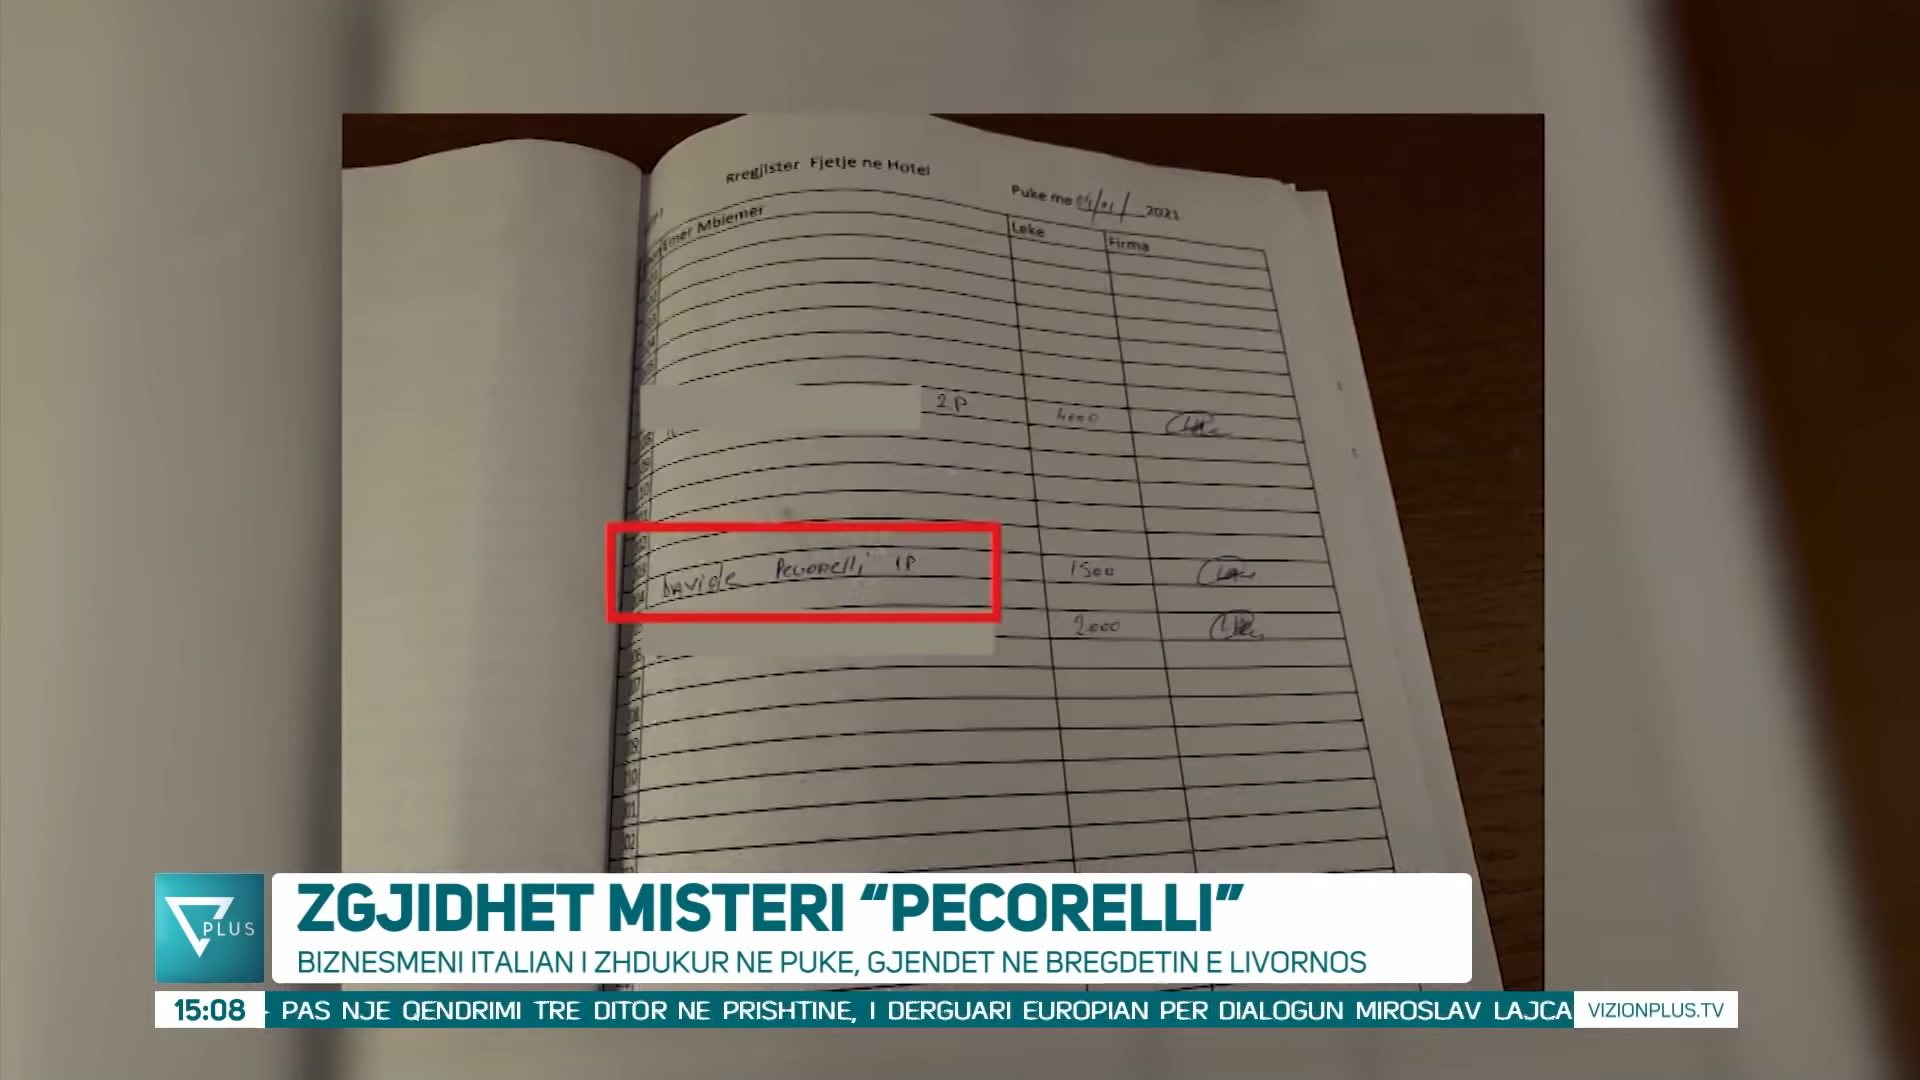 Rregjister Fjetje ne Hotel
Puke me 04/01/ 2021
Emer Mbiemer
Leke
Firma
2P
4000
Davide Pecorelli 1P
1500
2000
PLUS
ZGJIDHET MISTERI “PECORELLI”
BIZNESMENI ITALIAN I ZHDUKUR NE PUKE, GJENDET NE BREGDETIN E LIVORNOS
15:08
- PAS NJE QENDRIMI TRE DITOR NE PRISHTINE, I DERGUARI EUROPIAN PER DIALOGUN MIROSLAV LAJCA
VIZIONPLUS.TV